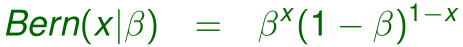 Bern(x|β) = β^x(1 − β)^{1−x}